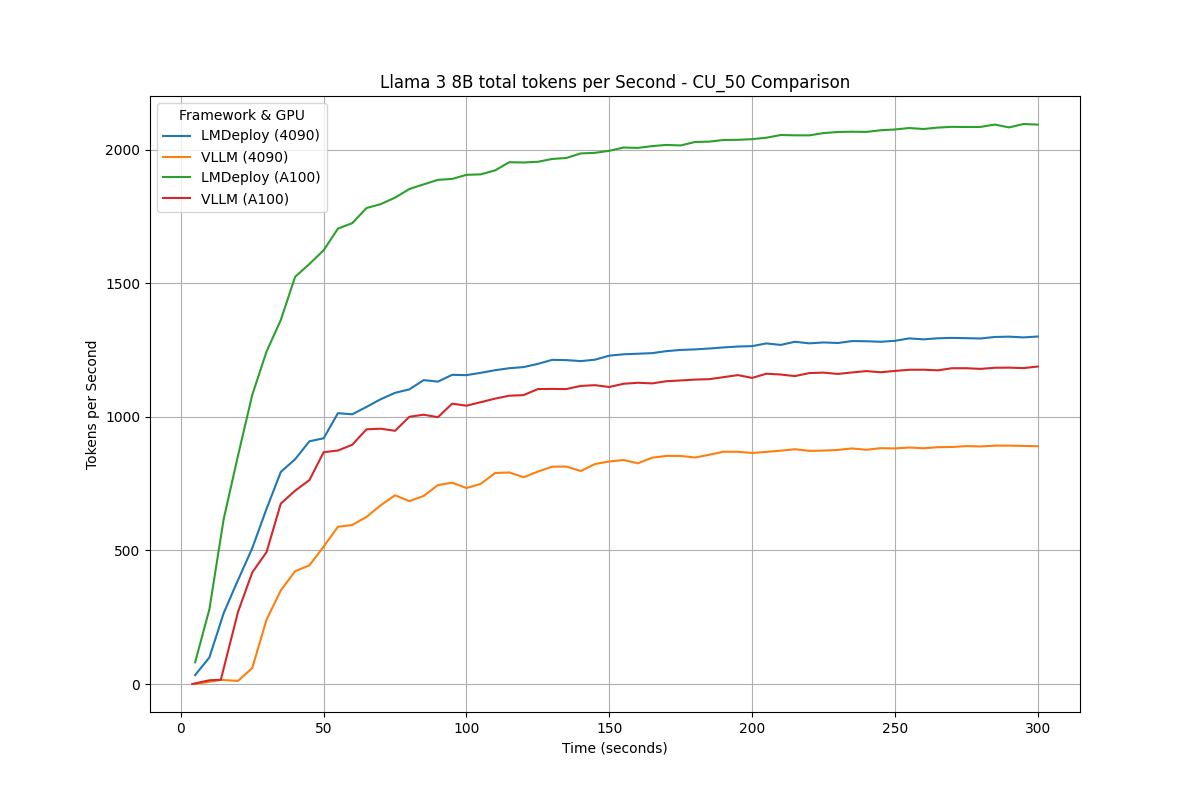 Llama 3 8B total tokens per Second - CU_50 Comparison
Framework & GPU
LMDeploy (4090)
VLLM (4090)
LMDeploy (A100)
VLLM (A100)
Tokens per Second
2000
1500
1000
500
0
0
50
100
150
200
250
300
Time (seconds)